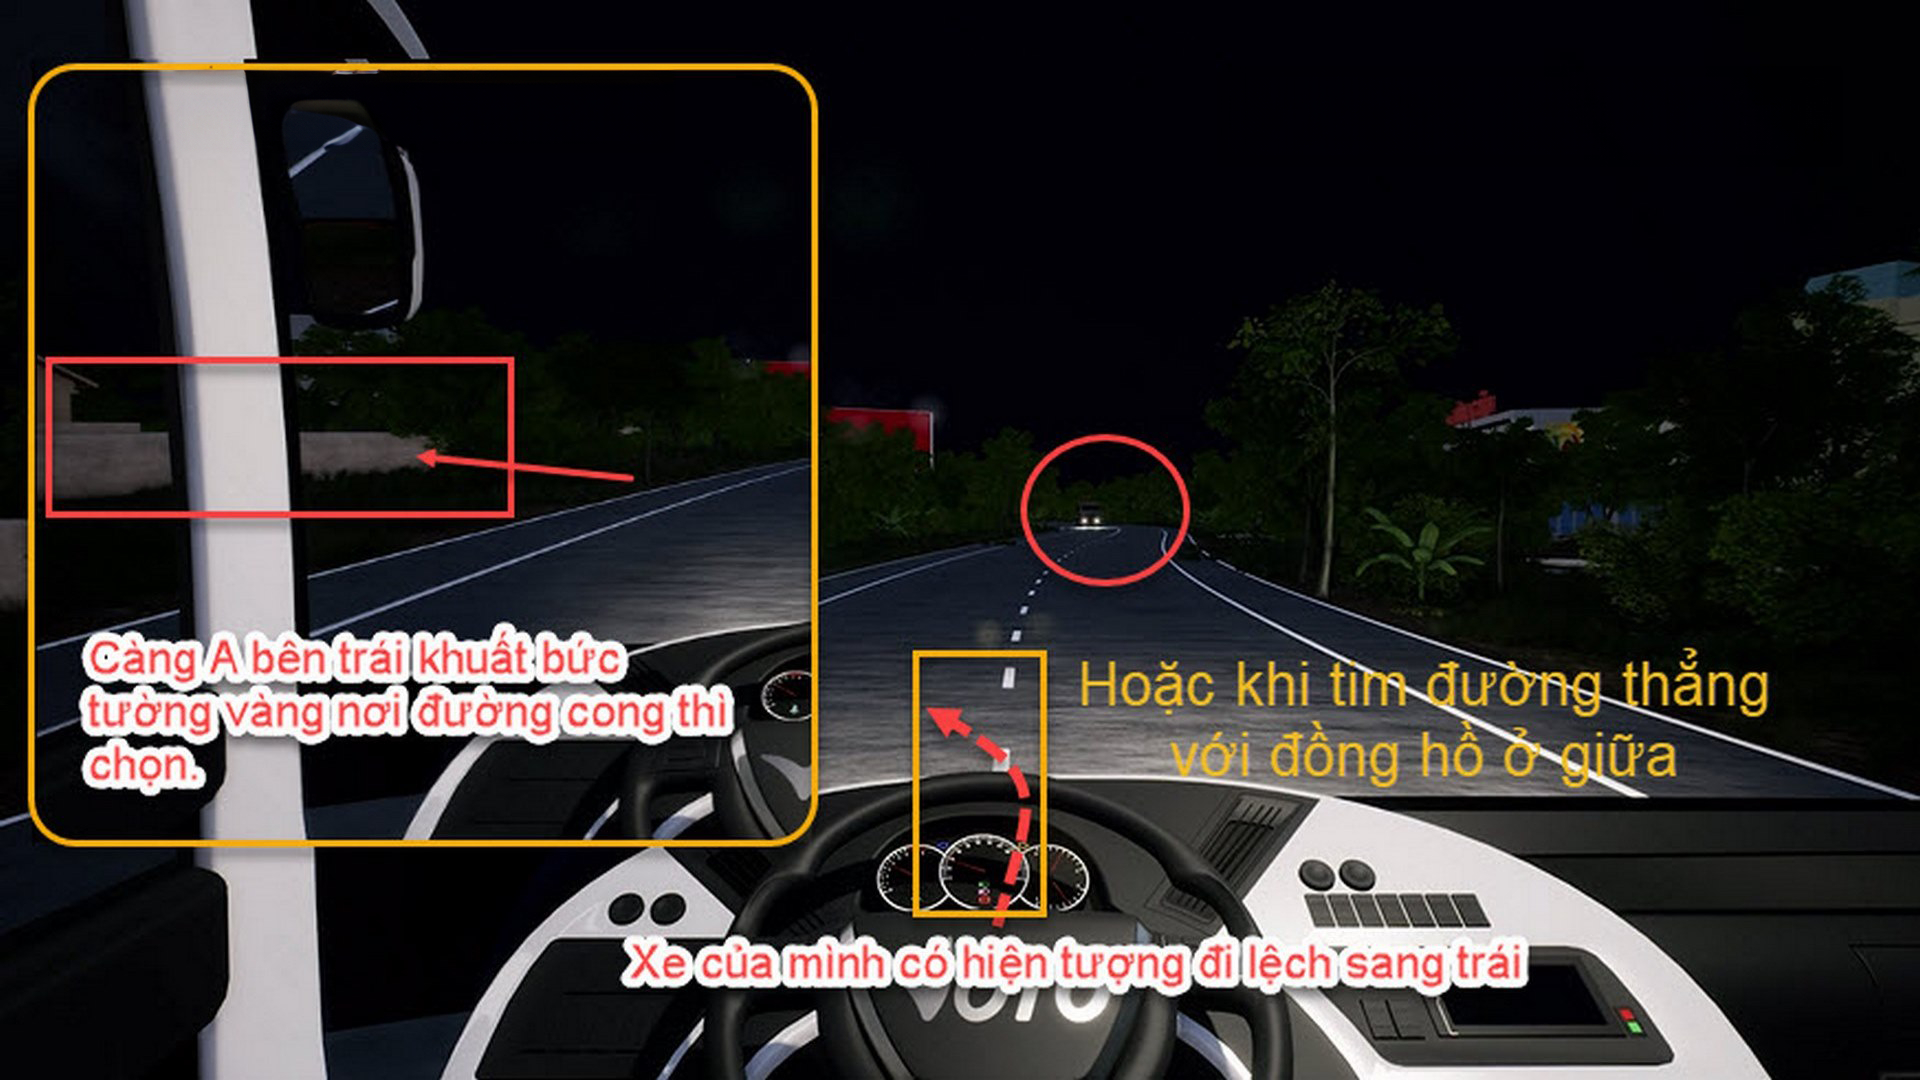 Càng A bên trái khuất bức
tường vàng nơi đường cong thì
chọn.
Hoặc khi tim đường thẳng
với đồng hồ ở giữa
Xe của mình có hiện tượng đi lệch sang trái